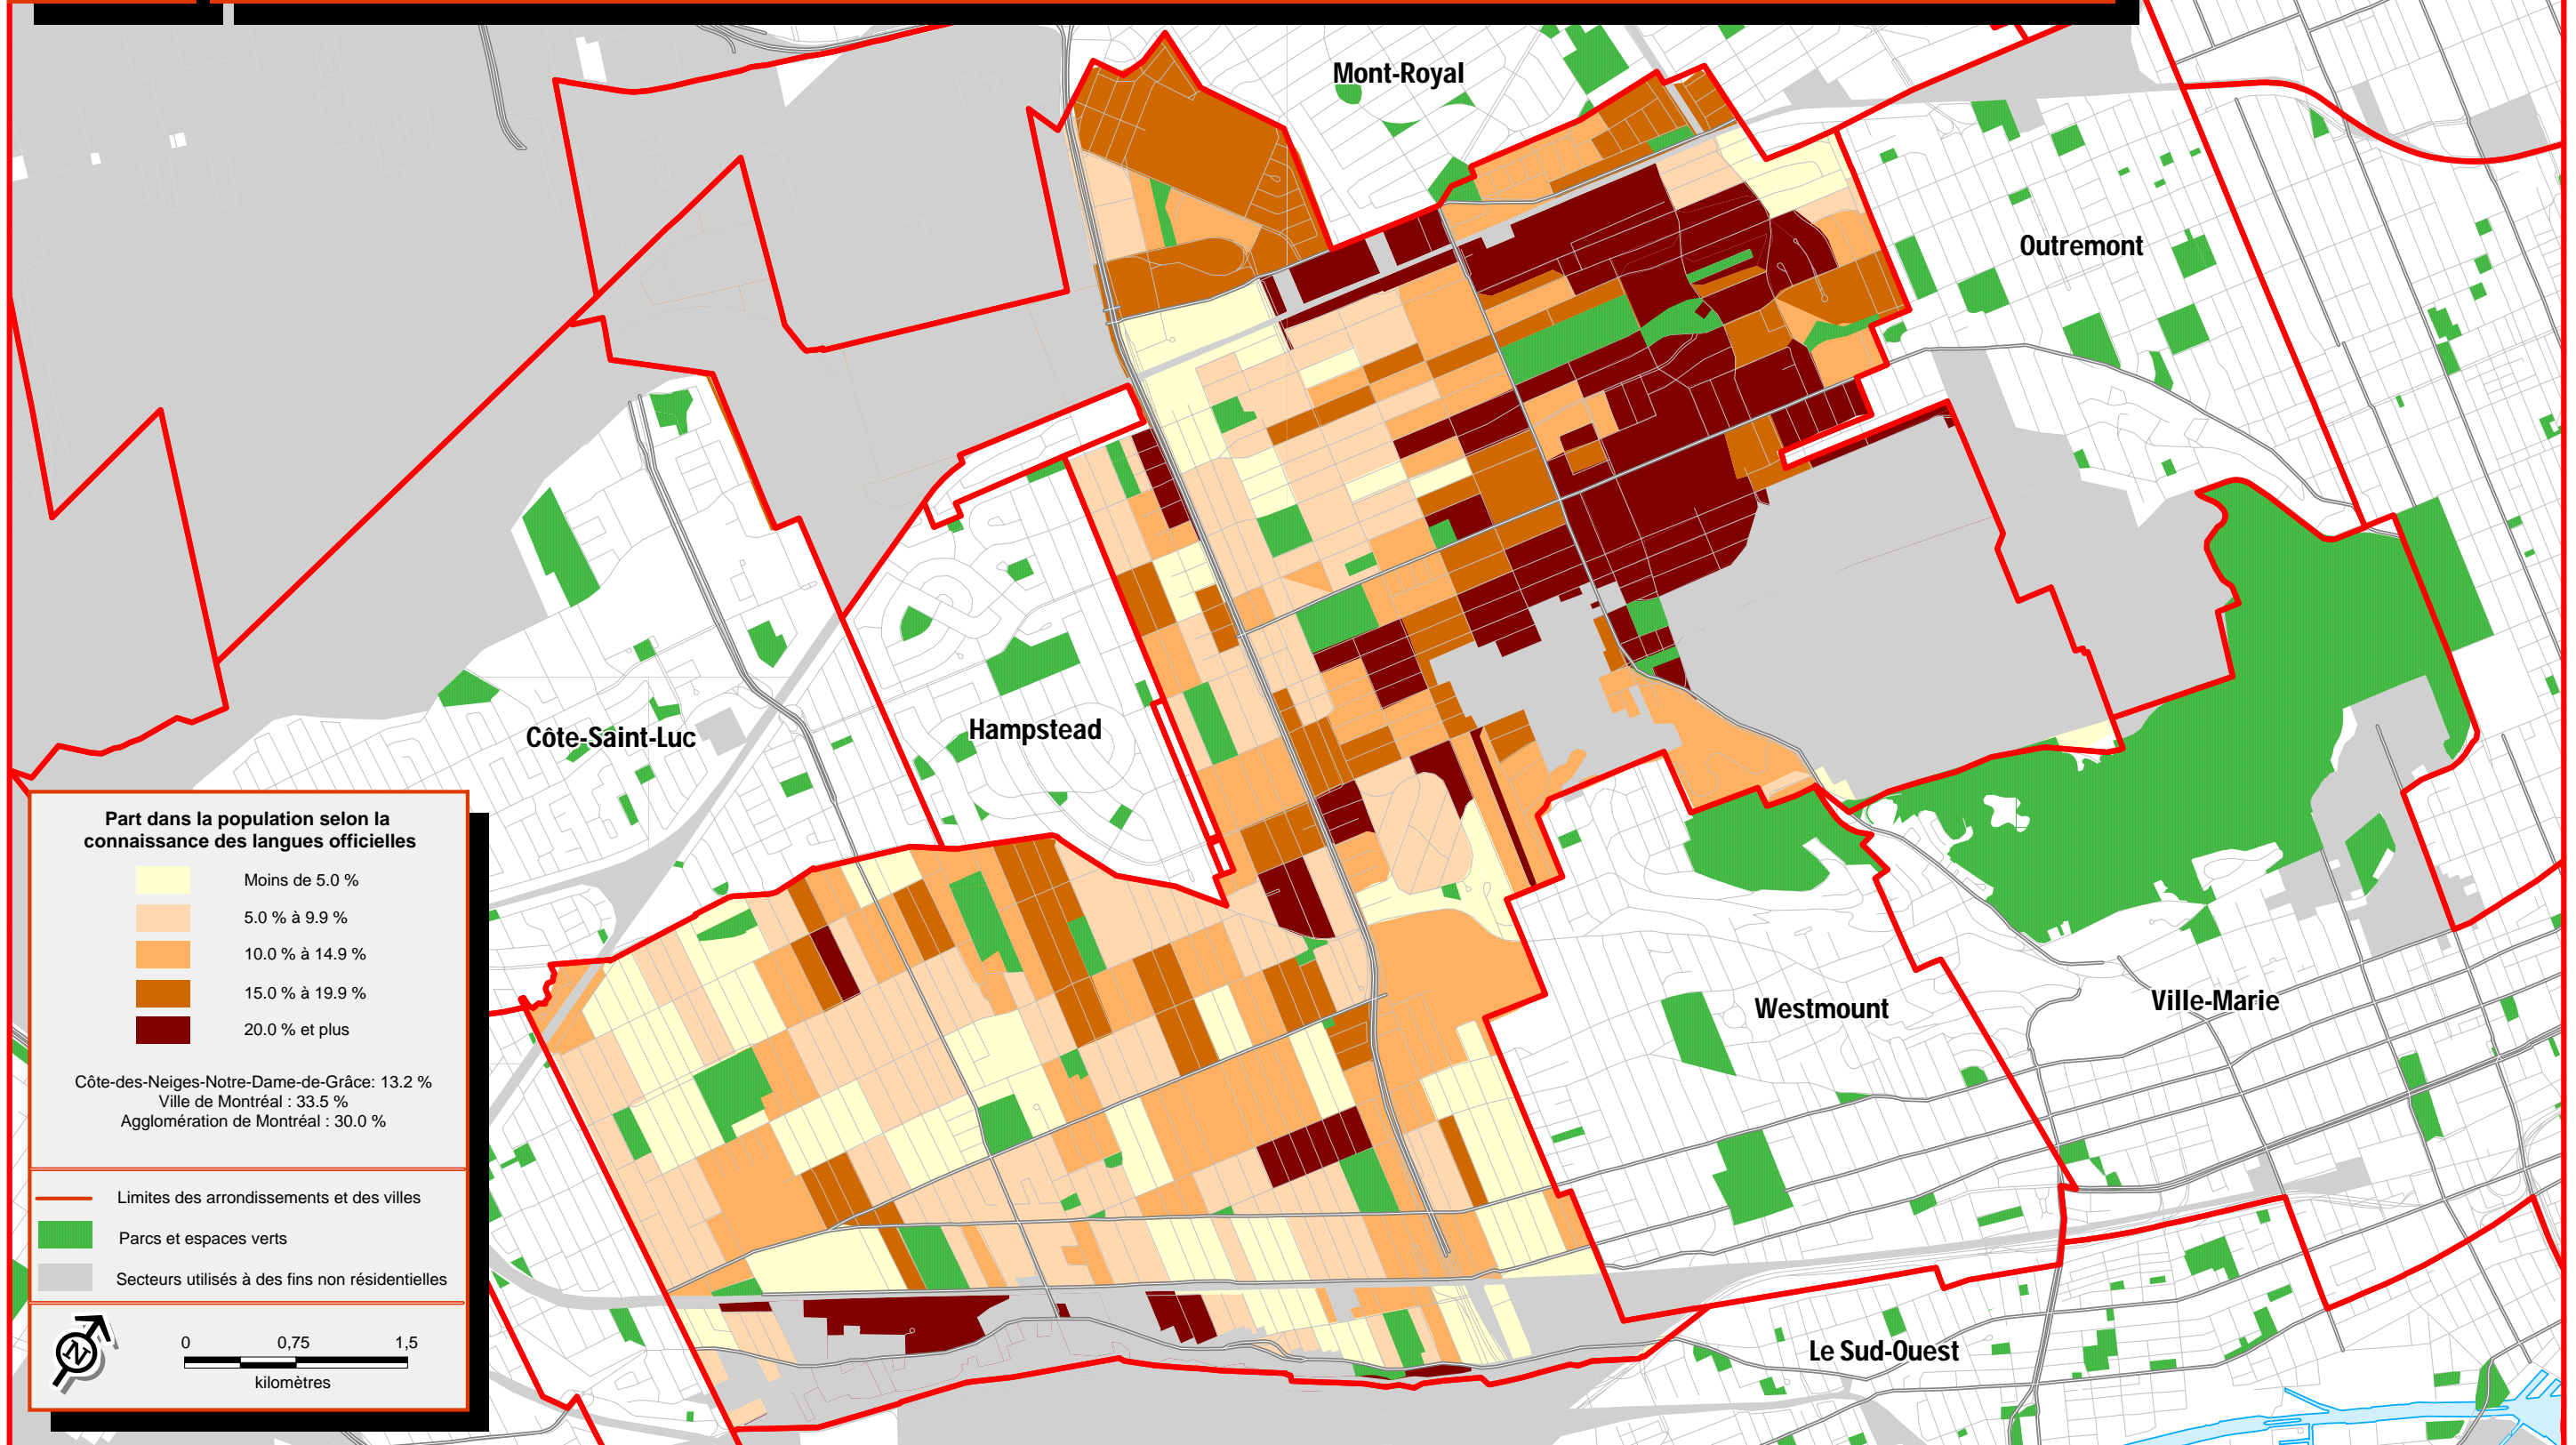 Mont-Royal
Outremont
Côte-Saint-Luc
Hampstead
Westmount
Ville-Marie
Le Sud-Ouest
Part dans la population selon la
connaissance des langues officielles
Moins de 5.0 %
5.0 % à 9.9 %
10.0 % à 14.9 %
15.0 % à 19.9 %
20.0 % et plus
Côte-des-Neiges-Notre-Dame-de-Grâce: 13.2 %
Ville de Montréal : 33.5 %
Agglomération de Montréal : 30.0 %
Limites des arrondissements et des villes
Parcs et espaces verts
Secteurs utilisés à des fins non résidentielles
N
0 0,75 1,5
kilomètres